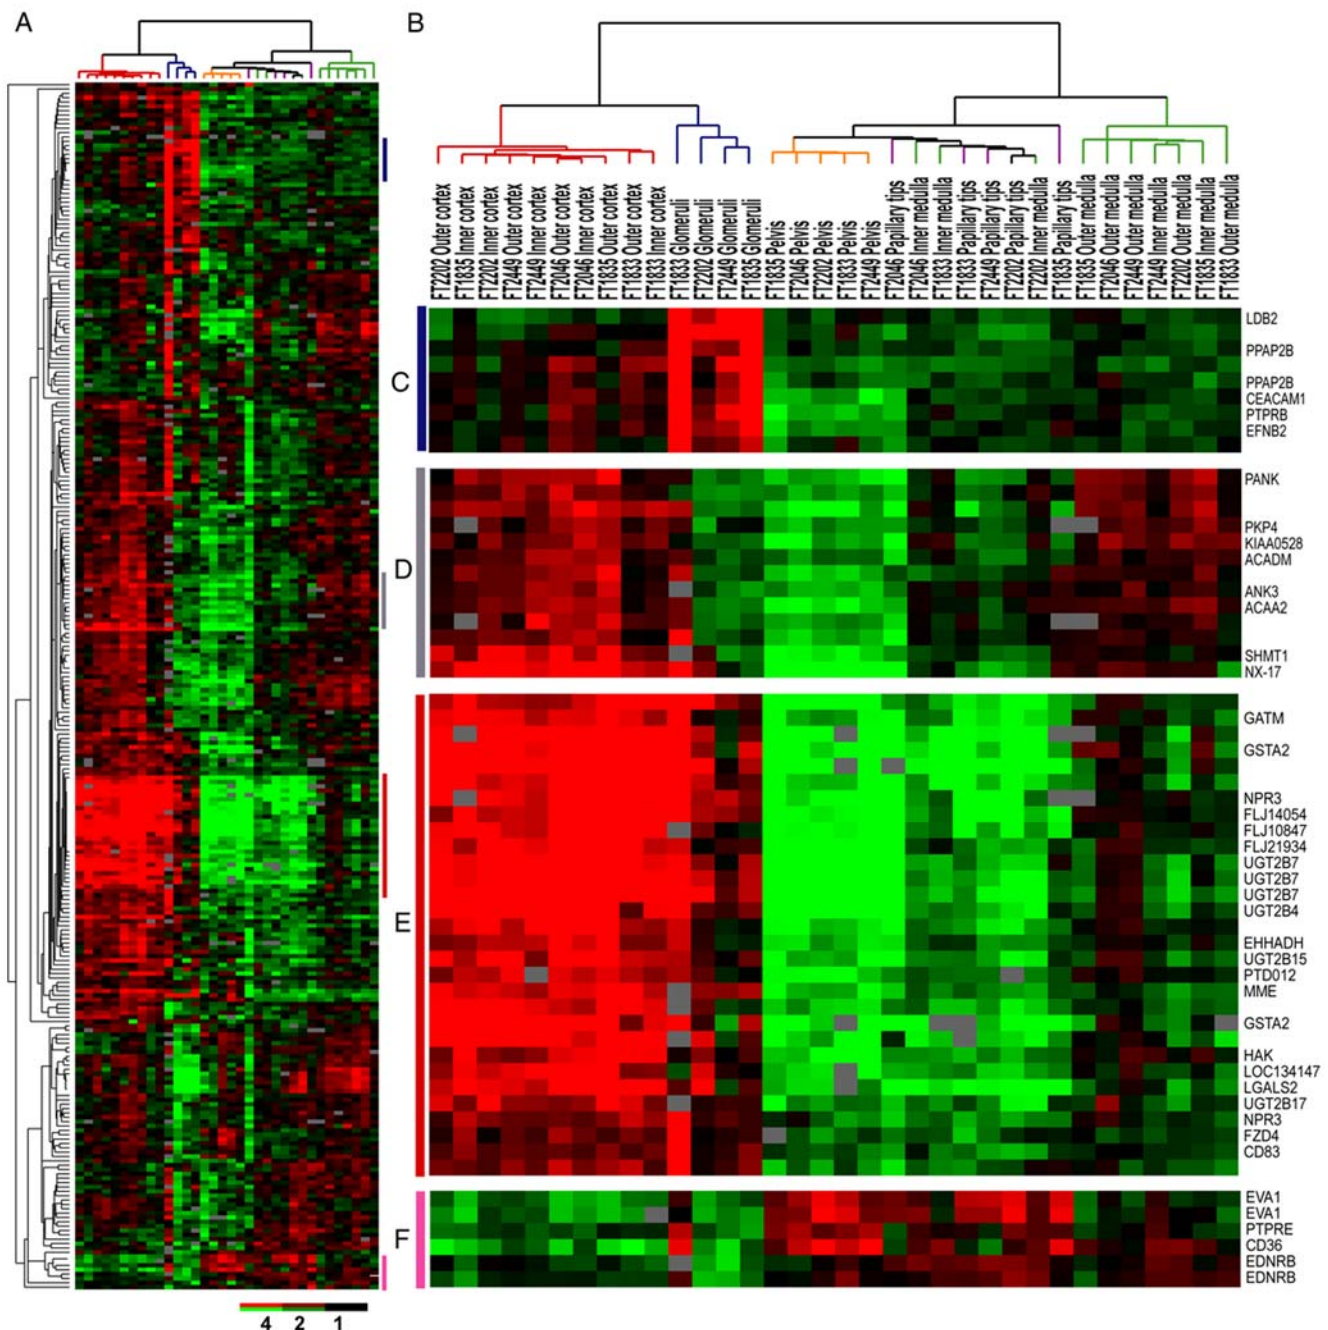 A
B
FT2202 Outer cortex
FT1835 Inner cortex
FT2202 Inner cortex
FT2449 Outer cortex
FT2449 Inner cortex
FT2046 Outer cortex
FT2046 Inner cortex
FT1835 Outer cortex
FT1833 Outer cortex
FT1833 Inner cortex
FT1833 Glomeruli
FT2202 Glomeruli
FT2449 Glomeruli
FT1835 Glomeruli
FT1835 Pelvis
FT2046 Pelvis
FT2202 Pelvis
FT1833 Pelvis
FT2449 Pelvis
FT2046 Papillary tips
FT2046 Inner medulla
FT1833 Inner medulla
FT1833 Papillary tips
FT2449 Papillary tips
FT2202 Papillary tips
FT2202 Inner medulla
FT1835 Papillary tips
FT1835 Outer medulla
FT2046 Outer medulla
FT2449 Outer medulla
FT2449 Inner medulla
FT2202 Outer medulla
FT1835 Inner medulla
FT1833 Outer medulla
C
LDB2
PPAP2B
PPAP2B
CEACAM1
PTPRB
EFNB2
D
PANK
PKP4
KIAA0528
ACADM
ANK3
ACAA2
SHMT1
NX-17
E
GATM
GSTA2
NPR3
FLJ14054
FLJ10847
FLJ21934
UGT2B7
UGT2B7
UGT2B7
UGT2B4
EHHADH
UGT2B15
PTD012
MME
GSTA2
HAK
LOC134147
LGALS2
UGT2B17
NPR3
FZD4
CD83
F
EVA1
EVA1
PTPRE
CD36
EDNRB
EDNRB
4 2 1